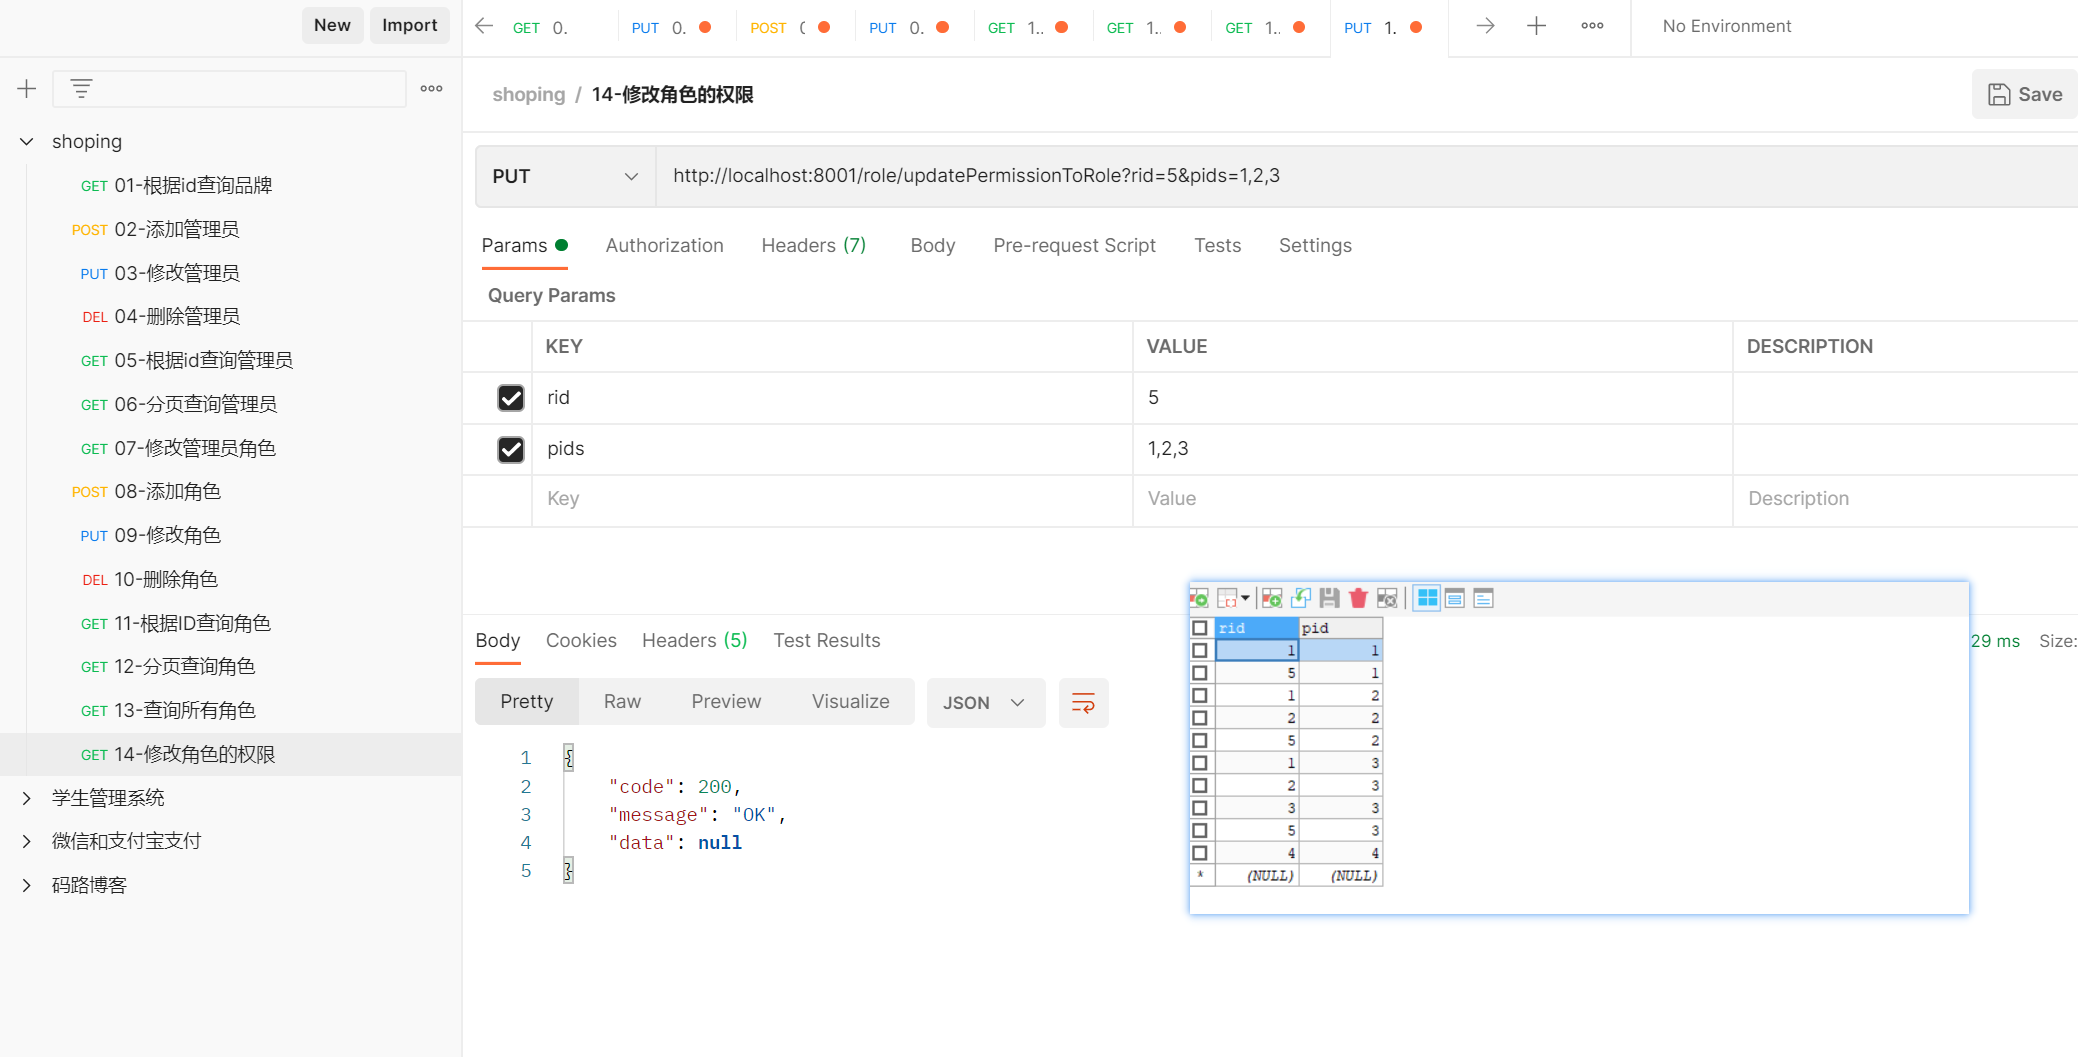 New Import
GET 0. PUT 0. POST PUT 0. GET 1.. GET 1.. GET 1.. PUT 1. No Environment
shoping / 14-修改角色的权限 Save
shoping
GET 01-根据id查询品牌
POST 02-添加管理员
PUT 03-修改管理员
DEL 04-删除管理员
GET 05-根据id查询管理员
GET 06-分页查询管理员
GET 07-修改管理员角色
POST 08-添加角色
PUT 09-修改角色
DEL 10-删除角色
GET 11-根据ID查询角色
GET 12-分页查询角色
GET 13-查询所有角色
GET 14-修改角色的权限
学生管理系统
微信和支付宝支付
码路博客
PUT http://localhost:8001/role/updatePermissionToRole?rid=5&pids=1,2,3
Params Authorization Headers (7) Body Pre-request Script Tests Settings
Query Params
KEY VALUE DESCRIPTION
rid 5
pids 1,2,3
Key Value Description
Body Cookies Headers (5) Test Results 29 ms Size:
Pretty Raw Preview Visualize JSON
1 {
2 "code": 200,
3 "message": "OK",
4 "data": null
5 }
rid pid
1 1
5 1
1 2
2 2
5 2
1 3
2 3
3 3
5 3
4 4
* (NULL) (NULL)